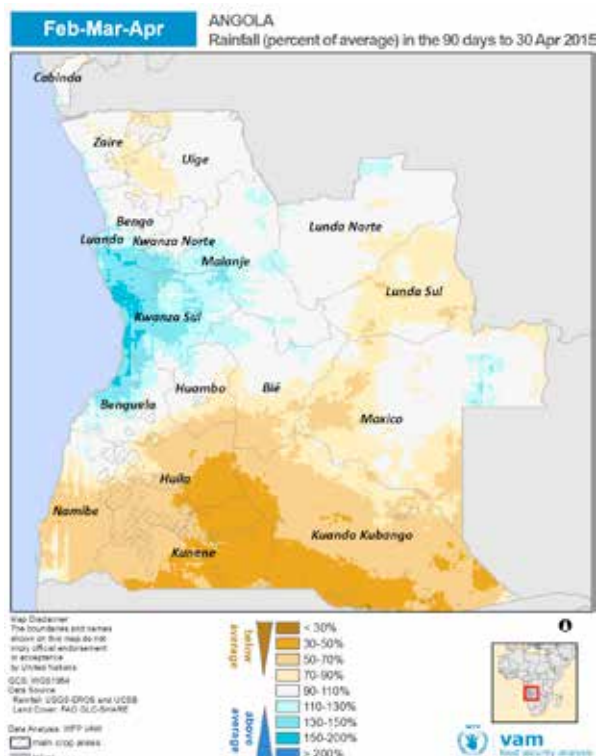 Feb-Mar-Apr
ANGOLA
Rainfall (percent of average) in the 90 days to 30 Apr 2015
Cabinda
Zaire
Uige
Bengo
Luanda
Kwanza Norte
Lunda Norte
Malanje
Lunda Sul
Kwanza Sul
Huambo
Bié
Benguela
Moxico
Huila
Namibe
Kuando Kubango
Kunene
Map Disclaimer
The boundaries and names
shown on this map do not
imply official endorsement
or acceptance
by United Nations
GCS: WGS1984
Data Source
Rainfall: USGS-EROS and UCSB
Land Cover: FAO GLC-SHARE
Data Analysis: WFP VAM
main crop areas
below
average
above
average
< 30%
30-50%
50-70%
70-90%
90-110%
110-130%
130-150%
150-200%
> 200%
WFP
vam
food security analysis